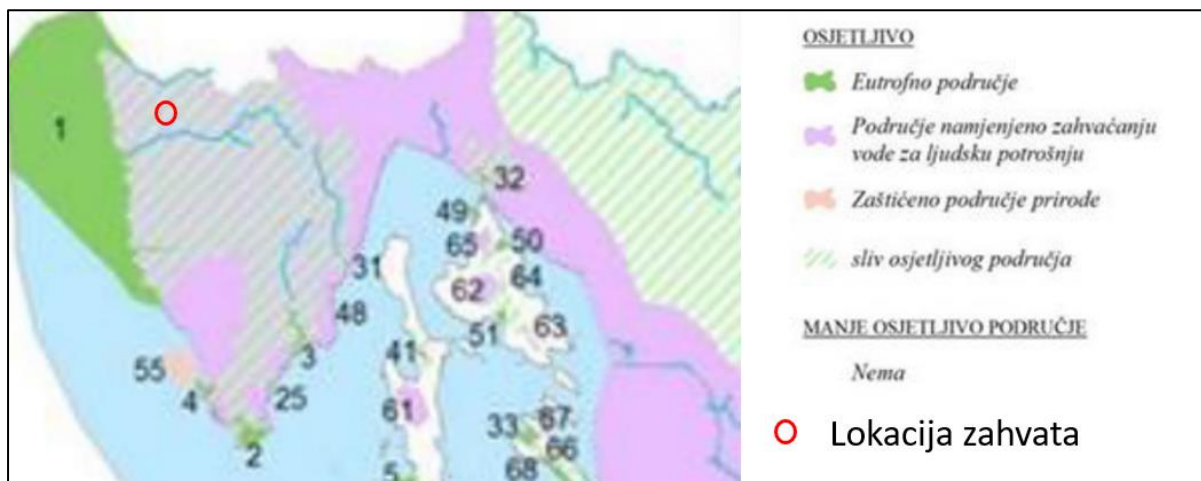 1
32
49
65
50
31
62
64
48
51
63
3
41
55
4
25
61
33
67
2
66
5
68
OSJETLJIVO
Eutrofno područje
Područje namjenjeno zahvaćanju
vode za ljudsku potrošnju
Zaštićeno područje prirode
sliv osjetljivog područja
MANJE OSJETLJIVO PODRUČJE
Nema
Lokacija zahvata